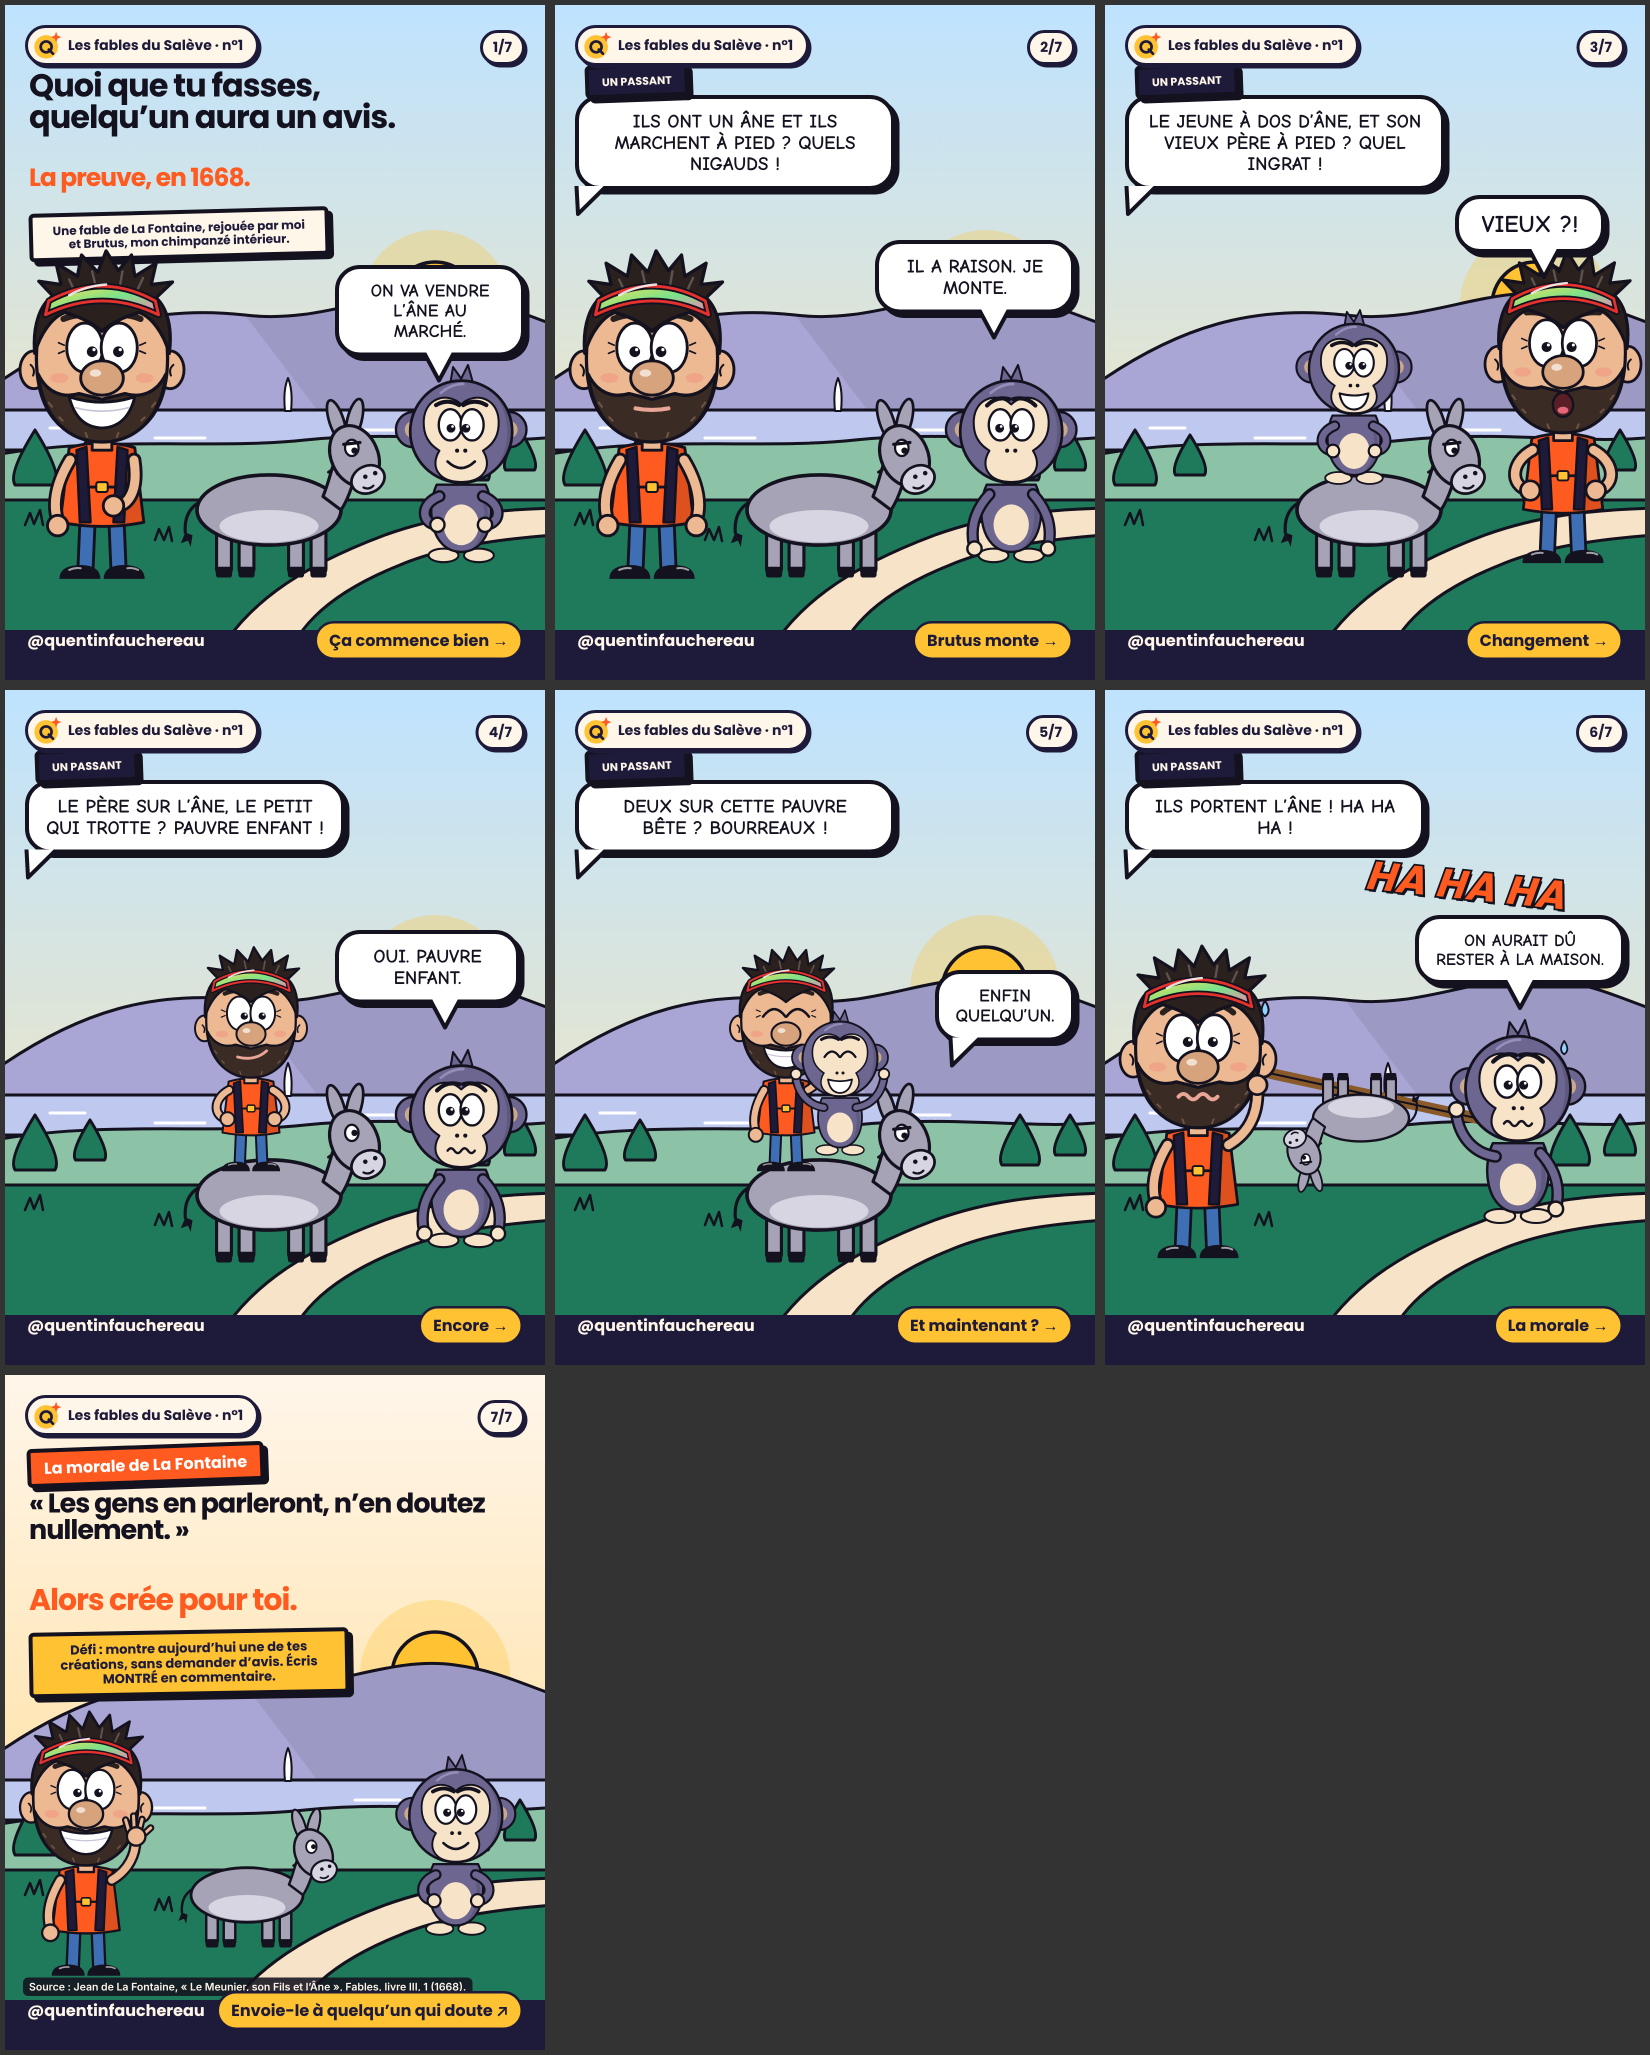 Q Les fables du Salève · n°1
1/7
Quoi que tu fasses,
quelqu'un aura un avis.
La preuve, en 1668.
Une fable de La Fontaine, rejouée par moi
et Brutus, mon chimpanzé intérieur.
ON VA VENDRE
L'ÂNE AU
MARCHÉ.
@quentinfauchereau
Ça commence bien →
Q Les fables du Salève · n°1
2/7
UN PASSANT
ILS ONT UN ÂNE ET ILS
MARCHENT À PIED ? QUELS
NIGAUDS !
IL A RAISON. JE
MONTE.
@quentinfauchereau
Brutus monte →
Q Les fables du Salève · n°1
3/7
UN PASSANT
LE JEUNE À DOS D'ÂNE, ET SON
VIEUX PÈRE À PIED ? QUEL
INGRAT !
VIEUX ?!
@quentinfauchereau
Changement →
Q Les fables du Salève · n°1
4/7
UN PASSANT
LE PÈRE SUR L'ÂNE, LE PETIT
QUI TROTTE ? PAUVRE ENFANT !
OUI. PAUVRE
ENFANT.
@quentinfauchereau
Encore →
Q Les fables du Salève · n°1
5/7
UN PASSANT
DEUX SUR CETTE PAUVRE
BÊTE ? BOURREAUX !
ENFIN
QUELQU'UN.
@quentinfauchereau
Et maintenant ? →
Q Les fables du Salève · n°1
6/7
UN PASSANT
ILS PORTENT L'ÂNE ! HA HA
HA !
HA HA HA
ON AURAIT DÛ
RESTER À LA MAISON.
@quentinfauchereau
La morale →
Q Les fables du Salève · n°1
7/7
La morale de La Fontaine
« Les gens en parleront, n'en doutez
nullement. »
Alors crée pour toi.
Défi : montre aujourd'hui une de tes
créations, sans demander d'avis. Écris
MONTRÉ en commentaire.
Source : Jean de La Fontaine, « Le Meunier, son Fils et l'Âne », Fables, livre III, 1 (1668).
@quentinfauchereau
Envoie-le à quelqu'un qui doute ↗